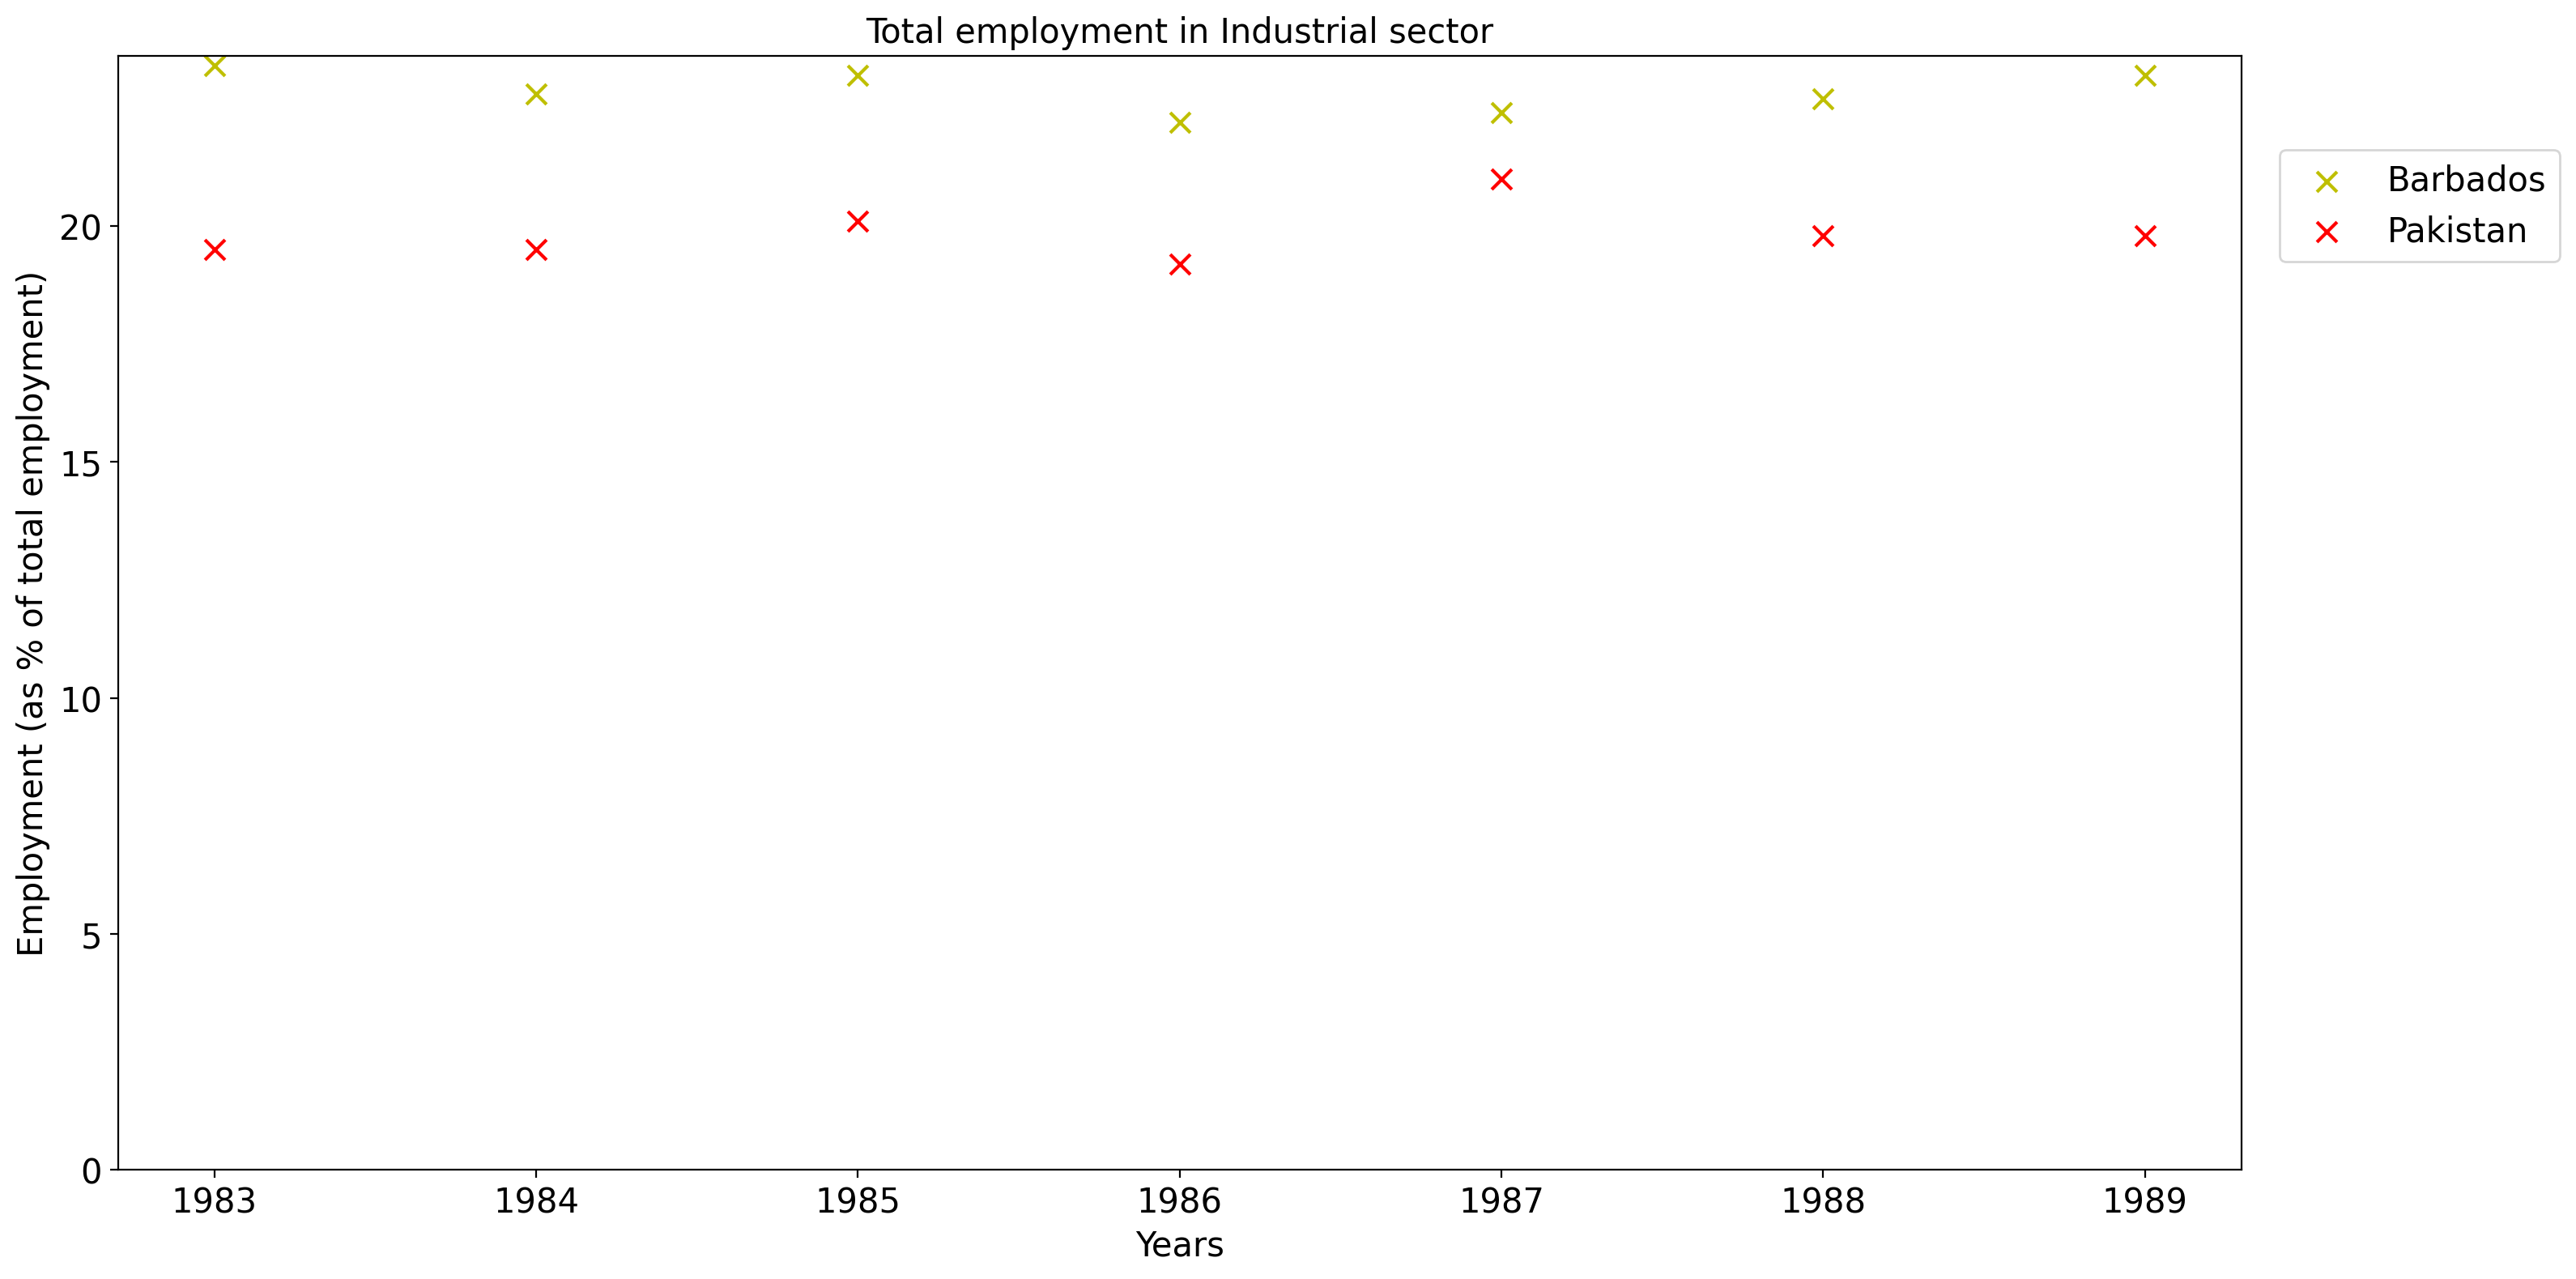 Total employment in Industrial sector
Employment (as % of total employment)
20
15
10
5
0
1983 1984 1985 1986 1987 1988 1989
Years
Barbados
Pakistan